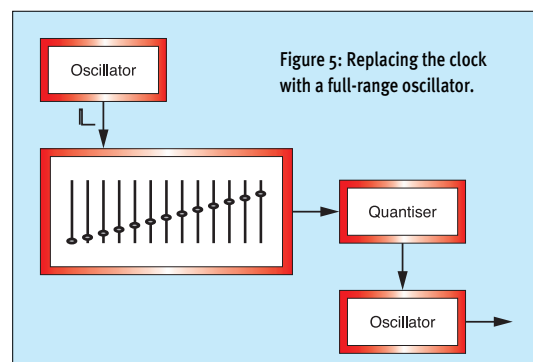 Oscillator
Figure 5: Replacing the clock
with a full-range oscillator.
Quantiser
Oscillator